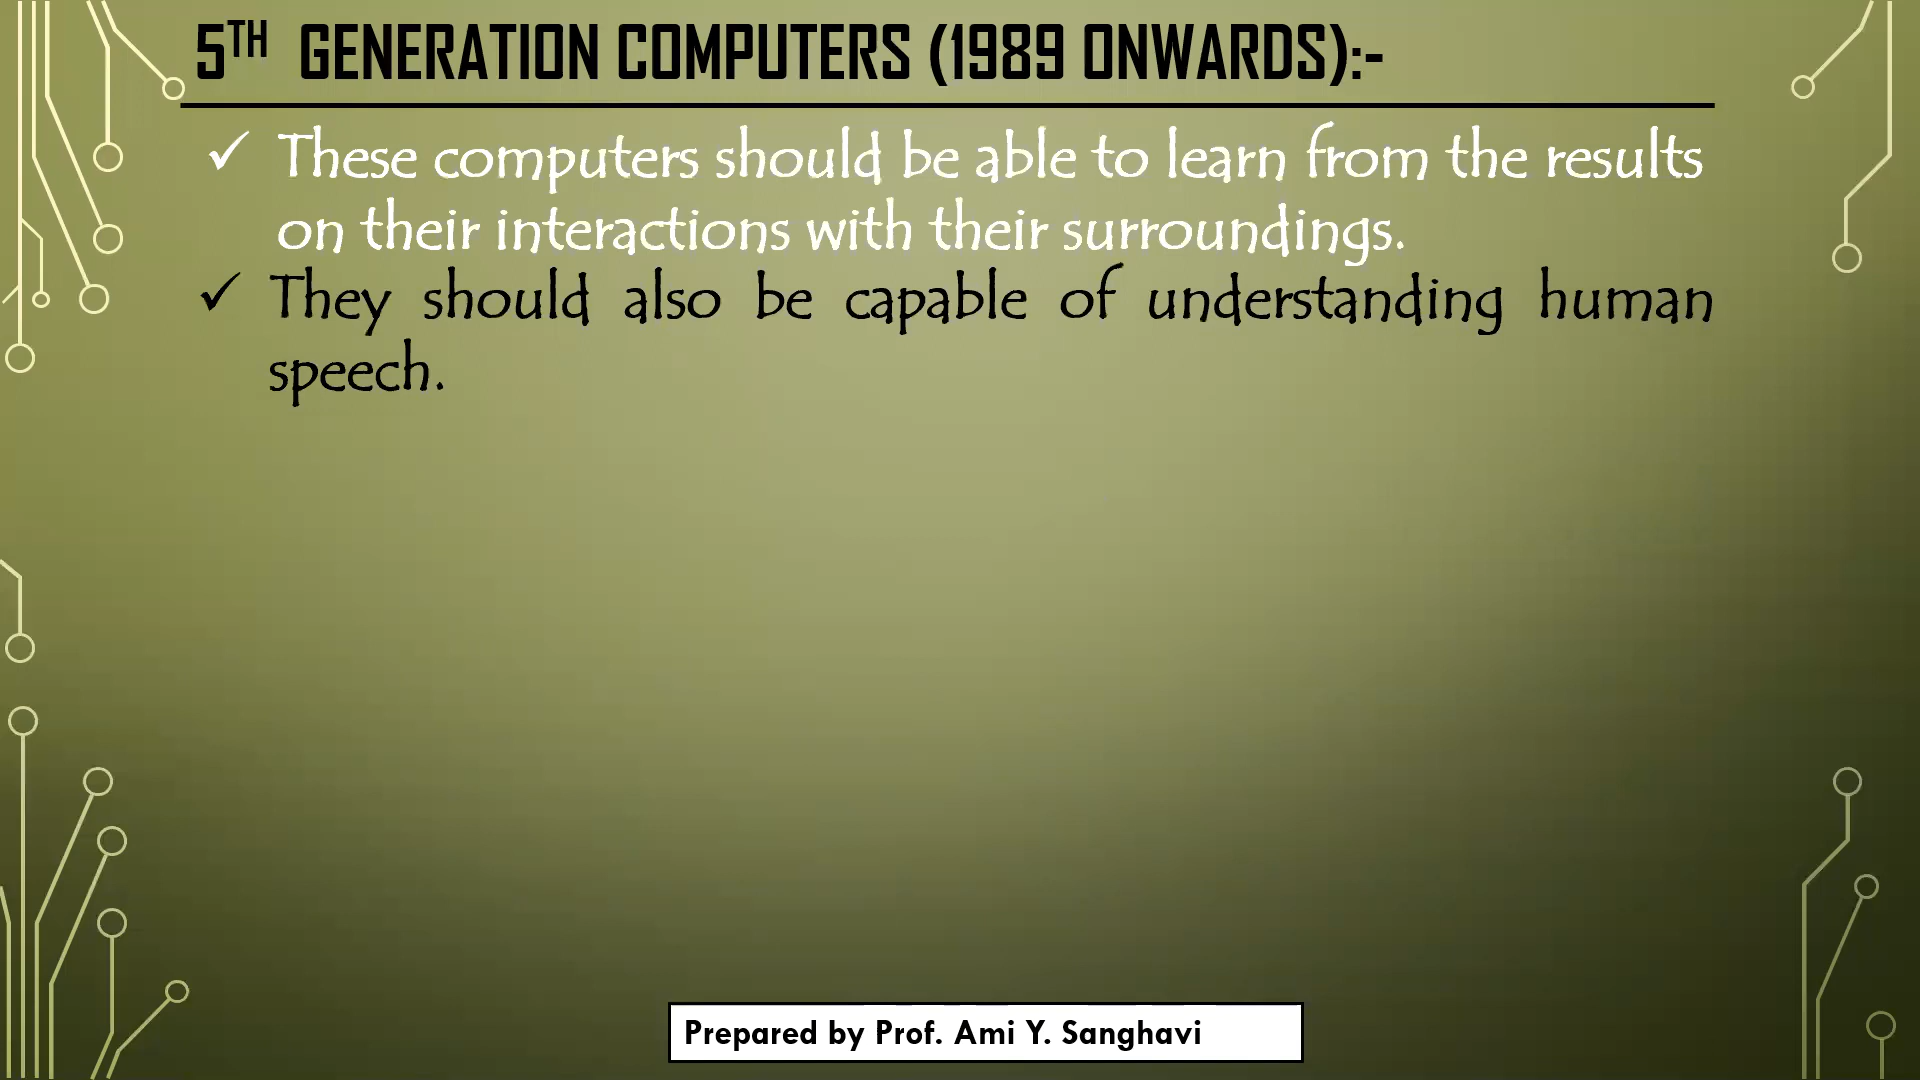 5TH GENERATION COMPUTERS (1989 ONWARDS):-
✓ These computers should be able to learn from the results
on their interactions with their surroundings.
✓ They should also be capable of understanding human
speech.
Prepared by Prof. Ami Y. Sanghavi